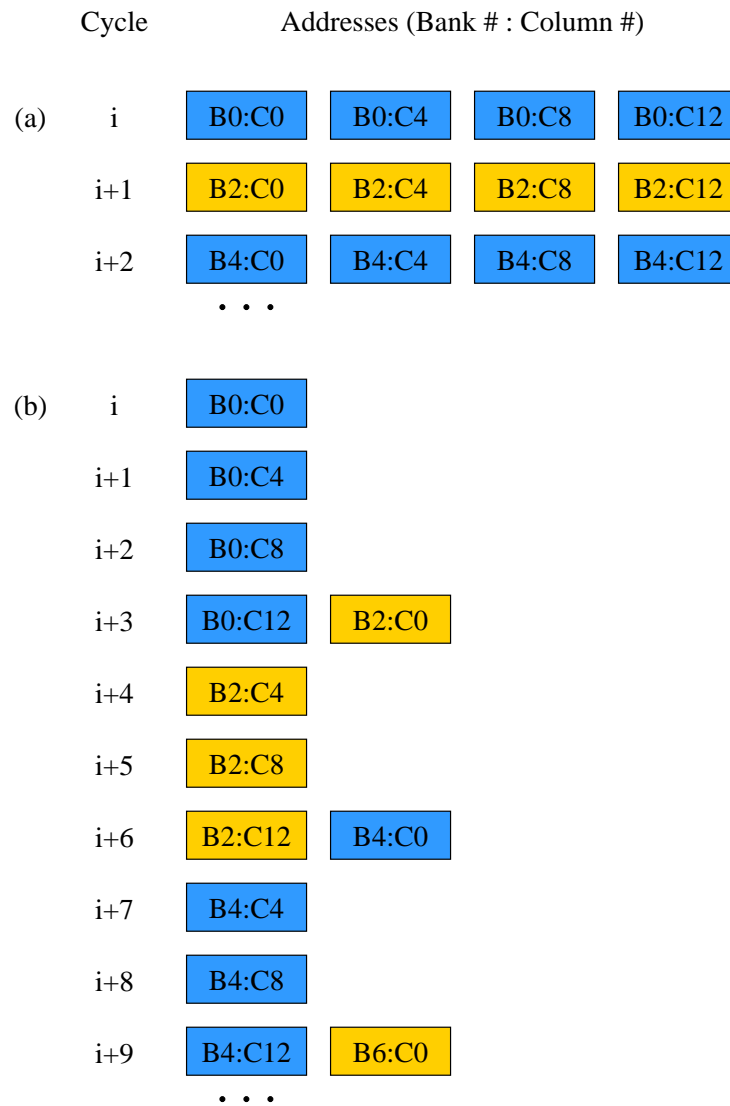 Cycle Addresses (Bank # : Column #)
(a) i B0:C0 B0:C4 B0:C8 B0:C12
i+1 B2:C0 B2:C4 B2:C8 B2:C12
i+2 B4:C0 B4:C4 B4:C8 B4:C12
. . .
(b) i B0:C0
i+1 B0:C4
i+2 B0:C8
i+3 B0:C12 B2:C0
i+4 B2:C4
i+5 B2:C8
i+6 B2:C12 B4:C0
i+7 B4:C4
i+8 B4:C8
i+9 B4:C12 B6:C0
. . .